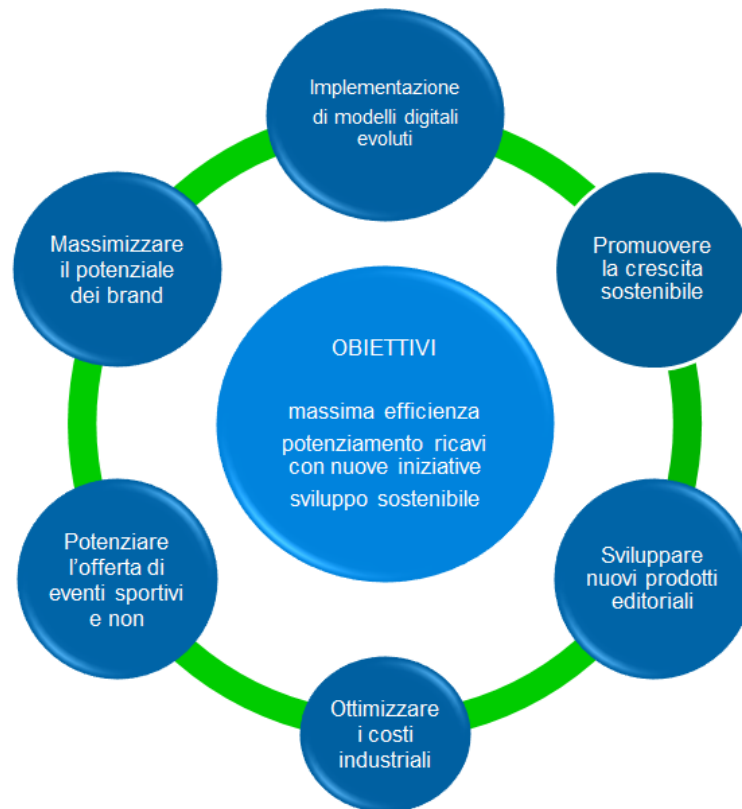 Implementazione
di modelli digitali
evoluti
Promuovere
la crescita
sostenibile
Sviluppare
nuovi prodotti
editoriali
Ottimizzare
i costi
industriali
Potenziare
l'offerta di
eventi sportivi
e non
Massimizzare
il potenziale
dei brand
OBIETTIVI
massima efficienza
potenziamento ricavi
con nuove iniziative
sviluppo sostenibile